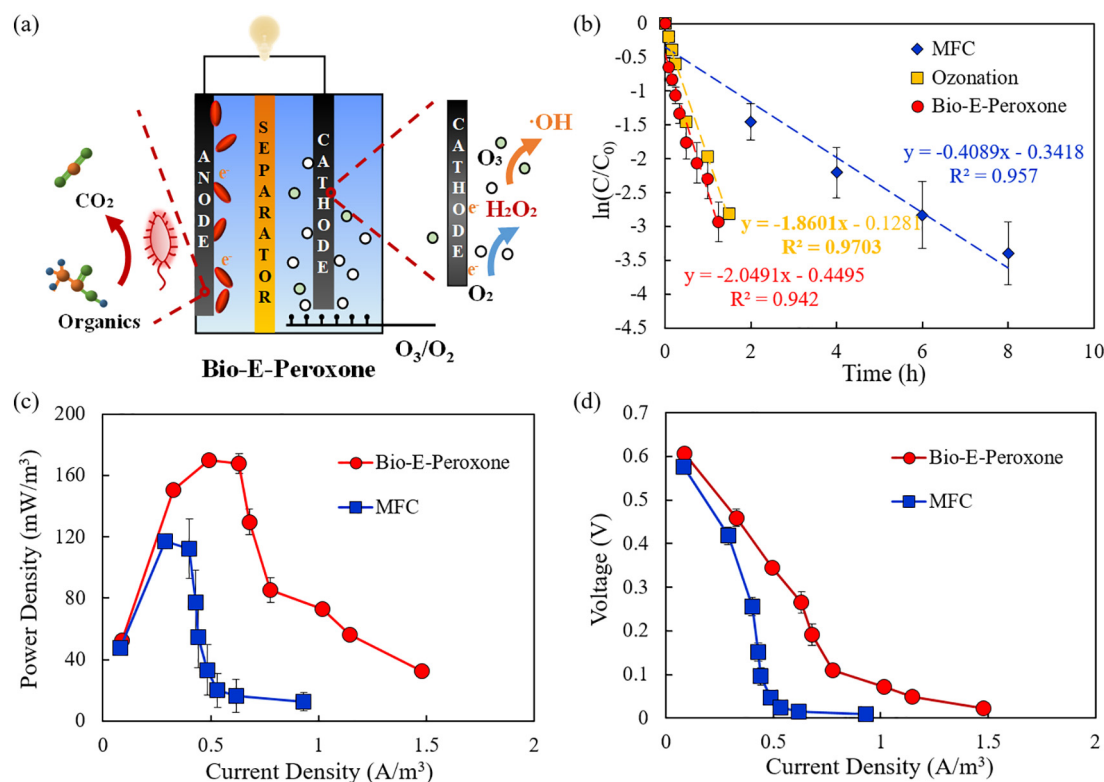 (a)
ANODE
SEPARATOR
CATHODE
e-
e-
e-
CO₂
Organics
O₃/O₂
Bio-E-Peroxone
CATHODE
O₃
·OH
e-
H₂O₂
e-
O₂
(b)
0
-0.5
-1
-1.5
-2
-2.5
-3
-3.5
-4
-4.5
ln(C/C₀)
MFC
Ozonation
Bio-E-Peroxone
y = -0.4089x - 0.3418
R² = 0.957
y = -1.8601x - 0.1281
R² = 0.9703
y = -2.0491x - 0.4495
R² = 0.942
0 2 4 6 8 10
Time (h)
(c)
200
160
120
80
40
0
Power Density (mW/m³)
Bio-E-Peroxone
MFC
0 0.5 1 1.5 2
Current Density (A/m³)
(d)
0.7
0.6
0.5
0.4
0.3
0.2
0.1
0
Voltage (V)
Bio-E-Peroxone
MFC
0 0.5 1 1.5 2
Current Density (A/m³)